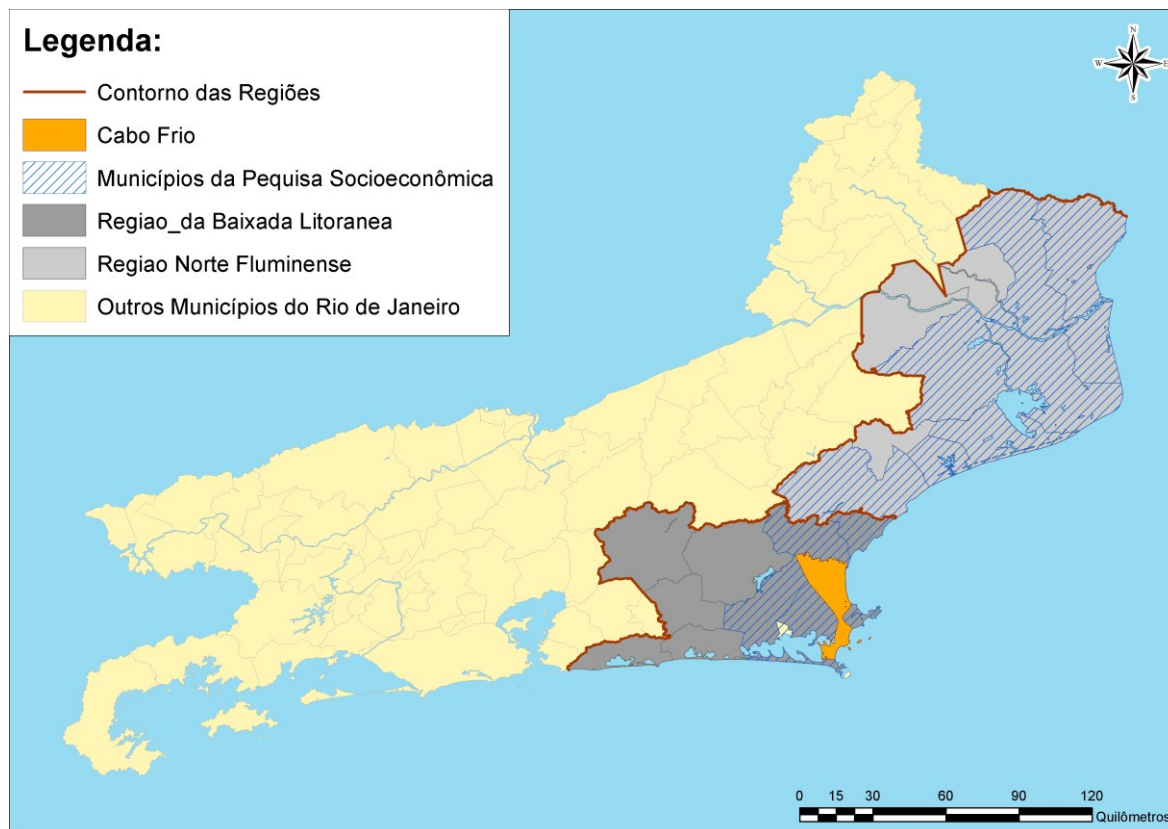 Legenda:
Contorno das Regiões
Cabo Frio
Municípios da Pequisa Socioeconômica
Regiao_da Baixada Litoranea
Regiao Norte Fluminense
Outros Municípios do Rio de Janeiro
N
W
E
S
0 15 30 60 90 120
Quilômetros